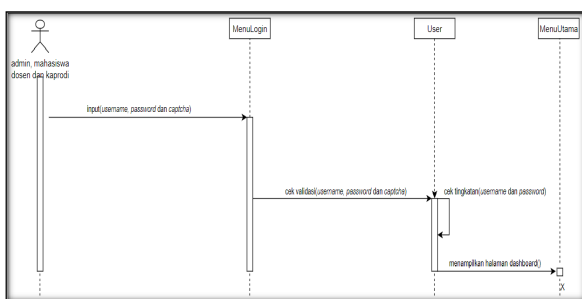 MenuLogin
User
MenuUtama
admin, mahasiswa
dosen dan kaprodi
input(username, password dan captcha)
cek validasi(username, password dan captcha)
cek tingkatan(username dan password)
menampilkan halaman dashboard()
X